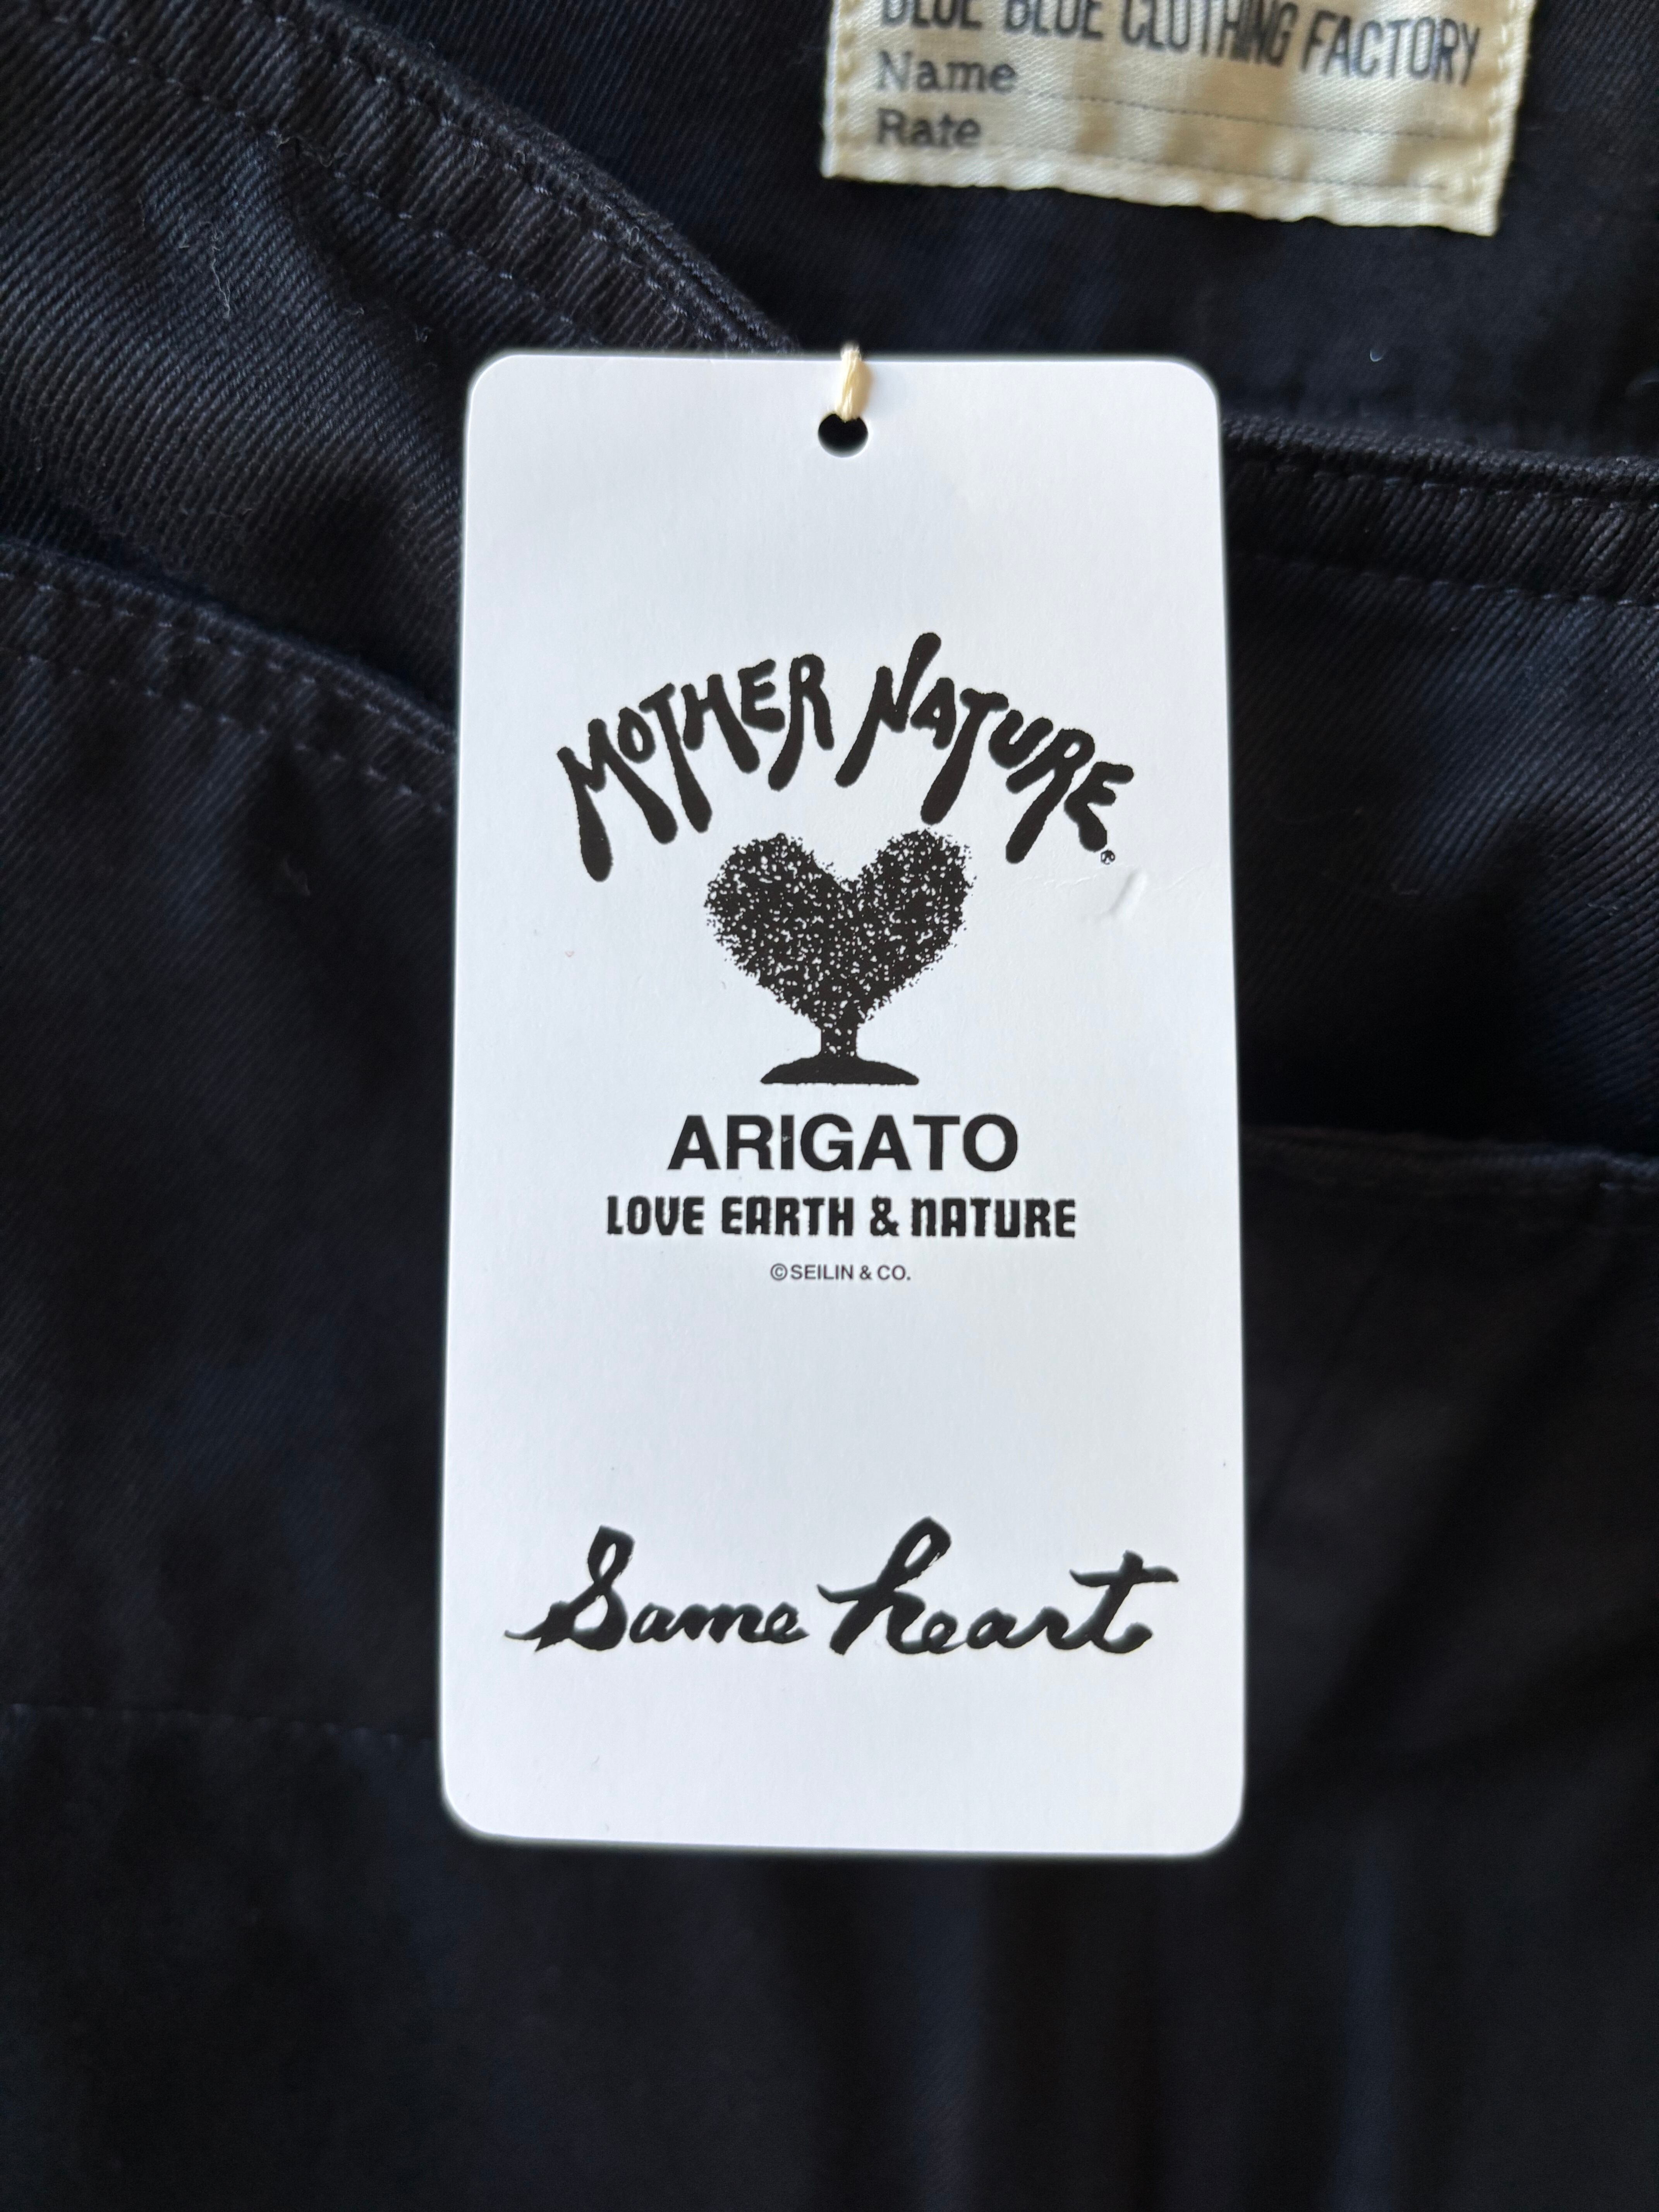 BLUE BLUE CLOTHING FACTORY
Name
Rate
MOTHER NATURE®
ARIGATO
LOVE EARTH & NATURE
©SEILIN & CO.
Same heart